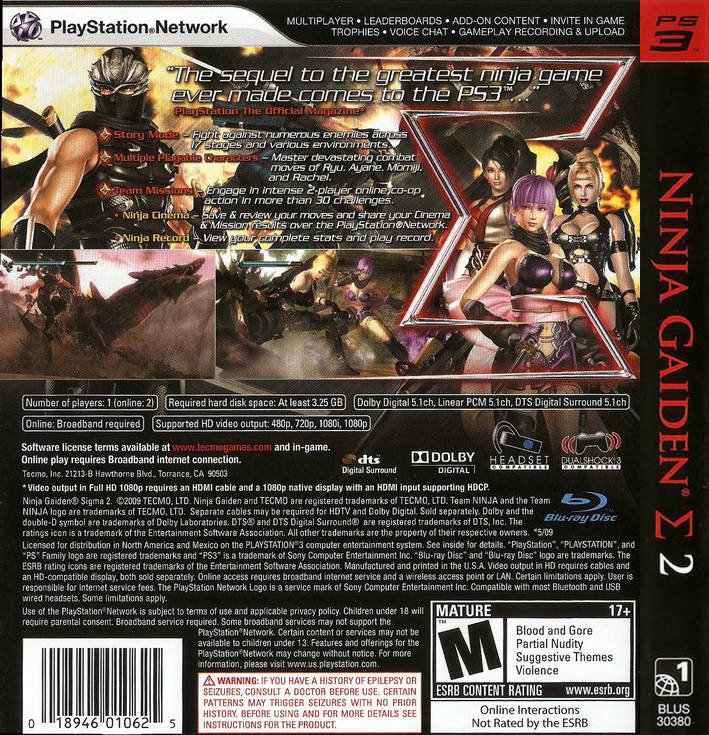 PlayStation®Network
MULTIPLAYER • LEADERBOARDS • ADD-ON CONTENT • INVITE IN GAME
TROPHIES • VOICE CHAT • GAMEPLAY RECORDING & UPLOAD
PS3
"The sequel to the greatest ninja game
ever made comes to the PS3™..."
PlayStation The Official Magazine*
Story Mode – Fight against numerous enemies across
17 stages and various environments.
Multiple Playable Characters – Master devastating combat
moves of Ryu, Ayane, Momiji,
and Rachel.
Team Missions – Engage in intense 2-player online co-op
action in more than 30 challenges.
• Ninja Cinema – Save & review your moves and share your Cinema
& Mission results over the PlayStation®Network.
Ninja Record – View your complete stats and play record.
NINJA GAIDEN® Σ 2
Number of players: 1 (online: 2)
Required hard disk space: At least 3.25 GB
Dolby Digital 5.1ch, Linear PCM 5.1ch, DTS Digital Surround 5.1ch
Online: Broadband required
Supported HD video output: 480p, 720p, 1080i, 1080p
Software license terms available at www.tecmogames.com and in-game.
Online play requires Broadband internet connection.
Tecmo, Inc. 21213-B Hawthorne Blvd., Torrance, CA 90503
dts
Digital Surround
DOLBY
DIGITAL
HEADSET
COMPATIBLE
DUALSHOCK®3
COMPATIBLE
* Video output in Full HD 1080p requires an HDMI cable and a 1080p native display with an HDMI input supporting HDCP.
Ninja Gaiden® Sigma 2. ©2009 TECMO, LTD. Ninja Gaiden and TECMO are registered trademarks of TECMO, LTD. Team NINJA and the Team
NINJA logo are trademarks of TECMO, LTD. Separate cables may be required for HDTV and Dolby Digital. Sold separately. Dolby and the
double-D symbol are trademarks of Dolby Laboratories. DTS® and DTS Digital Surround® are registered trademarks of DTS, Inc. The
ratings icon is a trademark of the Entertainment Software Association. All other trademarks are the property of their respective owners. *5/09
Blu-ray Disc
Licensed for distribution in North America and Mexico on the PLAYSTATION®3 computer entertainment system. See inside for details. "PlayStation", "PLAYSTATION", and
"PS" Family logo are registered trademarks and "PS3" is a trademark of Sony Computer Entertainment Inc. "Blu-ray Disc" and "Blu-ray Disc" logo are trademarks. The
ESRB rating icons are registered trademarks of the Entertainment Software Association. Manufactured and printed in the U.S.A. Video output in HD requires cables and
an HD-compatible display, both sold separately. Online access requires broadband internet service and a wireless access point or LAN. Certain limitations apply. User is
responsible for Internet service fees. The PlayStation Network Logo is a service mark of Sony Computer Entertainment Inc. Compatible with most Bluetooth and USB
wired headsets. Some limitations apply.
Use of the PlayStation®Network is subject to terms of use and applicable privacy policy. Children under 18 will
require parental consent. Broadband service required. Some broadband services may not support the
PlayStation®Network. Certain content or services may not be
available to children under 13. Features and offerings for the
PlayStation®Network may change without notice. For more
information, please visit www.us.playstation.com.
WARNING: IF YOU HAVE A HISTORY OF EPILEPSY OR
SEIZURES, CONSULT A DOCTOR BEFORE USE. CERTAIN
PATTERNS MAY TRIGGER SEIZURES WITH NO PRIOR
HISTORY. BEFORE USING AND FOR MORE DETAILS SEE
INSTRUCTIONS FOR THE PRODUCT.
0 18946 01062 5
MATURE 17+
M
™
Blood and Gore
Partial Nudity
Suggestive Themes
Violence
ESRB CONTENT RATING www.esrb.org
Online Interactions
Not Rated by the ESRB
1
BLUS
30380